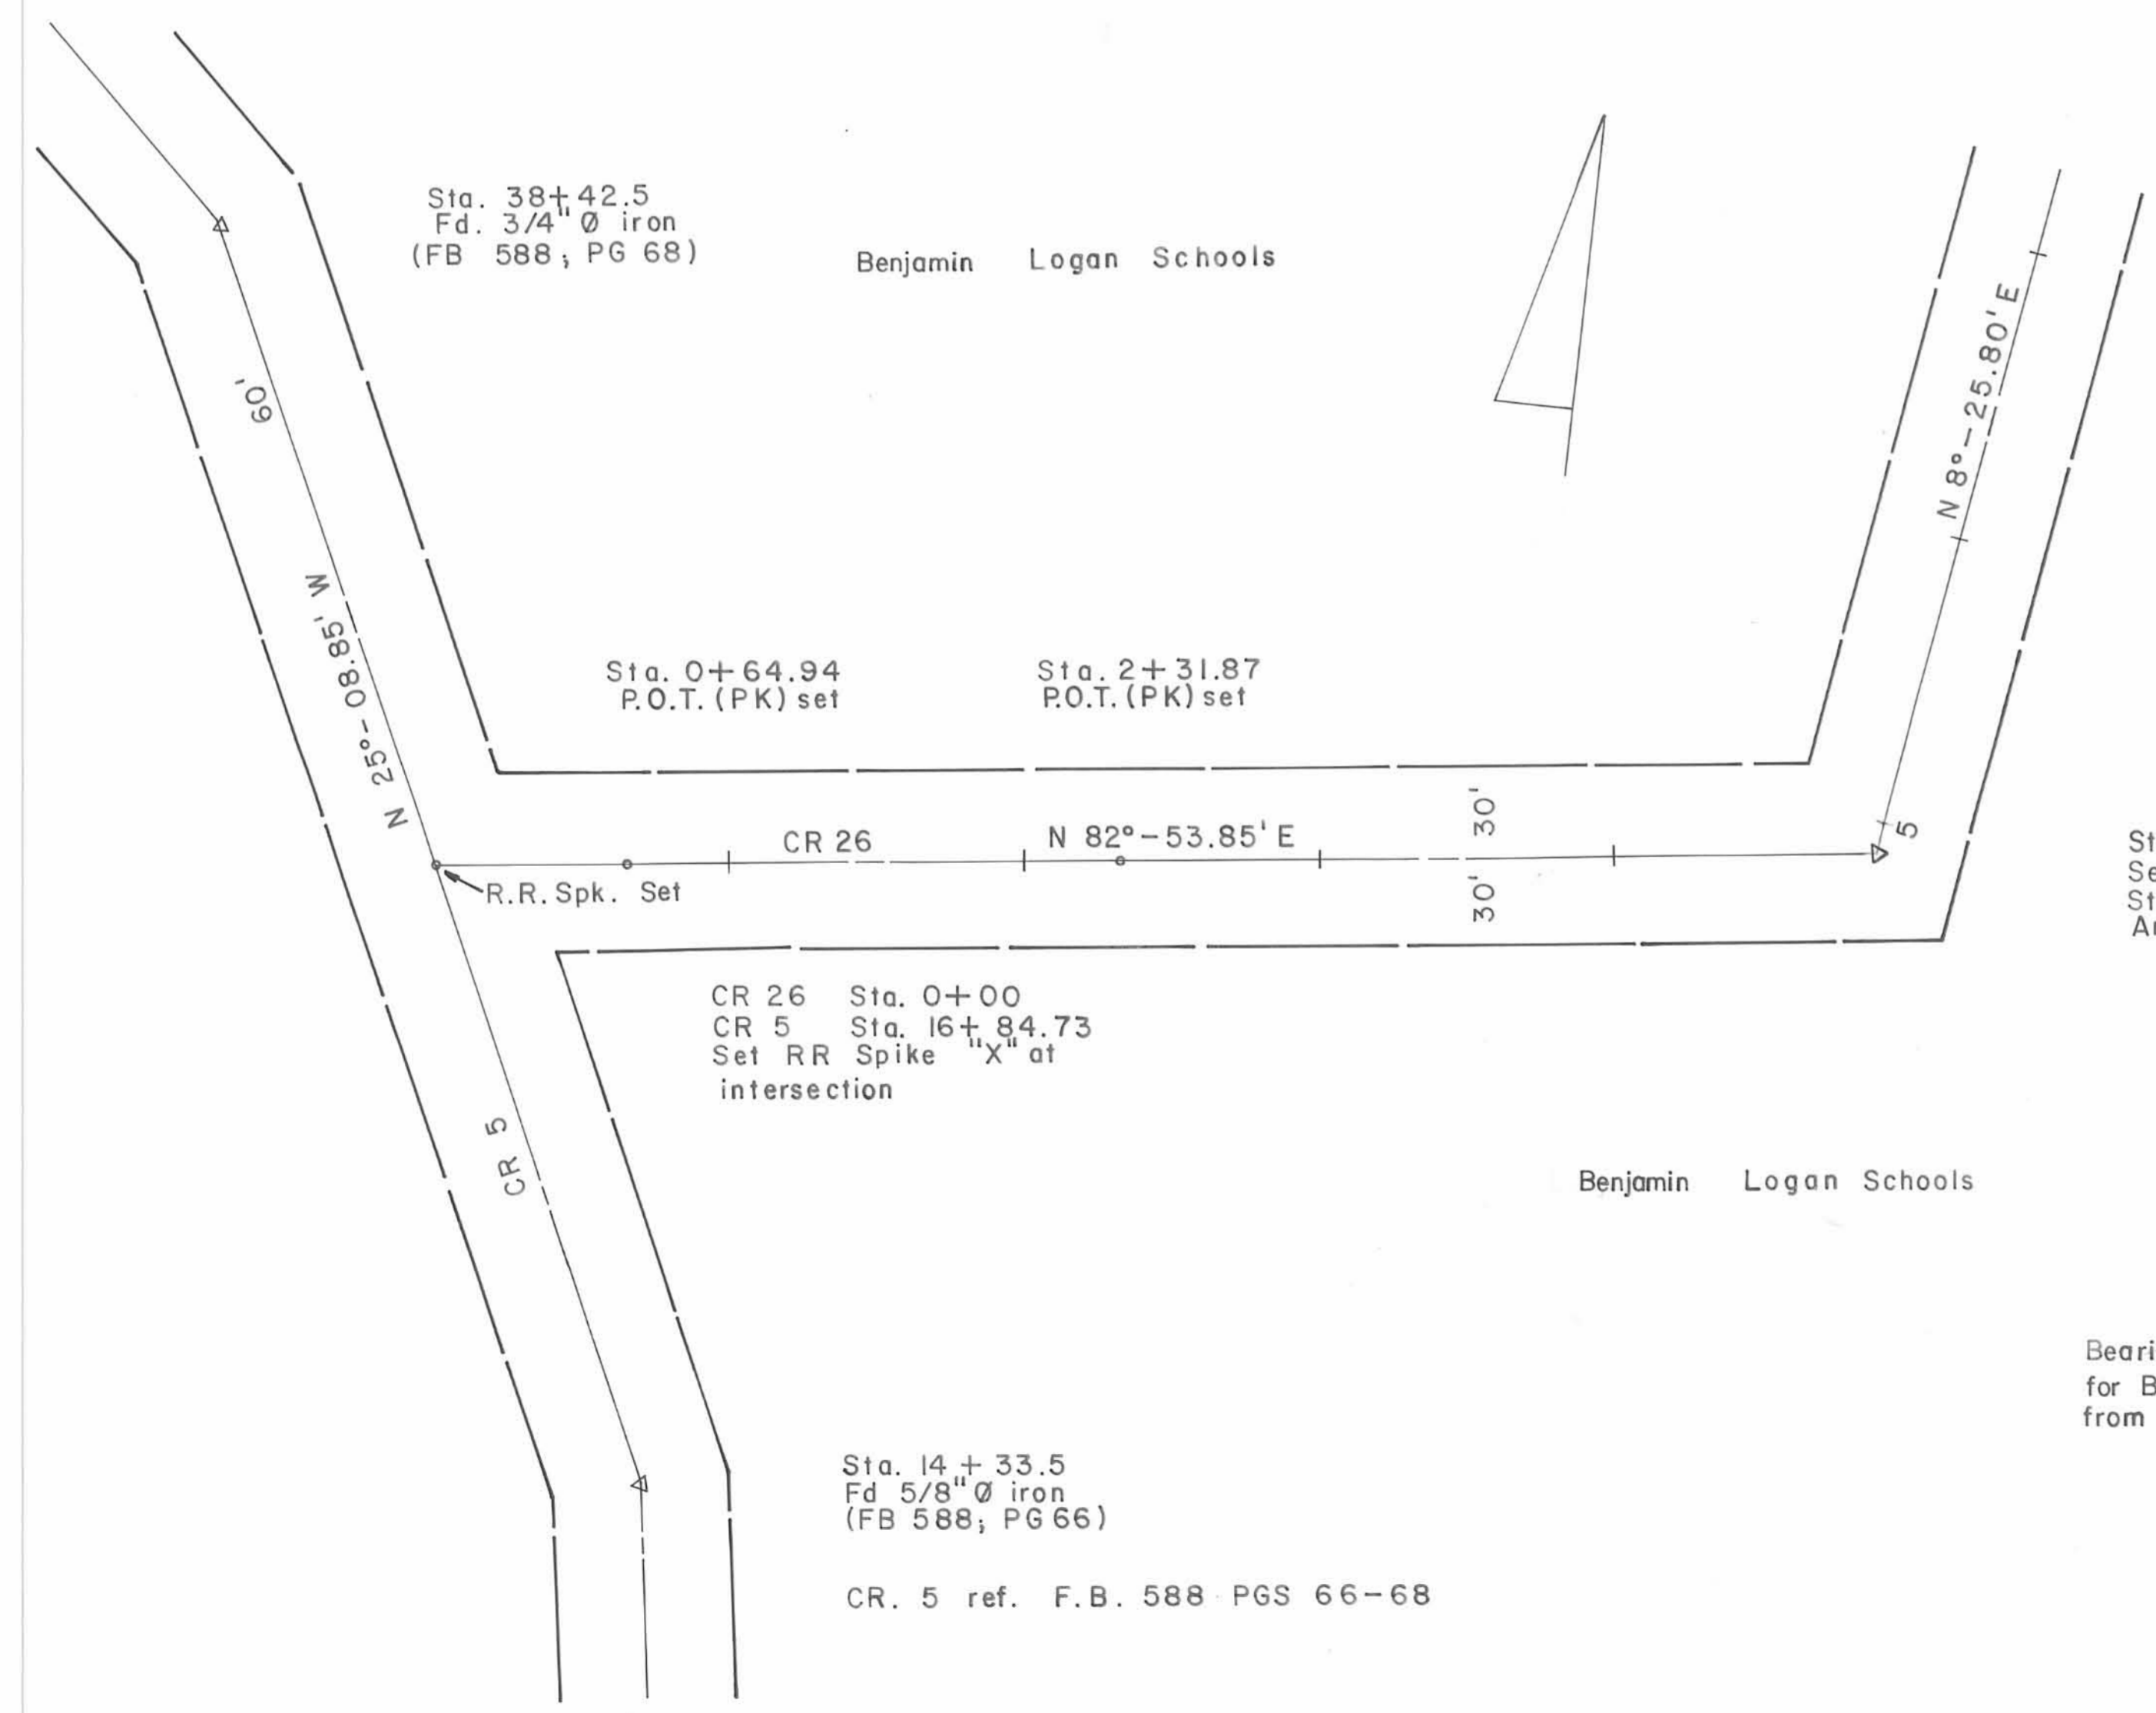 Sta. 38+42.5
Fd. 3/4" Ø iron
(FB 588; PG 68)
Benjamin Logan Schools
N 8°-25.80' E
60'
N 25°-08.85' W
Sta. 0+64.94
P.O.T. (PK) set
Sta. 2+31.87
P.O.T. (PK) set
30'
CR 26
N 82°-53.85' E
5
R.R. Spk. Set
30'
CR 26 Sta. 0+00
CR 5 Sta. 16+84.73
Set RR Spike "X" at
intersection
CR 5
Benjamin Logan Schools
for
from
Sta. 14+33.5
Fd 5/8" Ø iron
(FB 588; PG 66)
CR. 5 ref. F.B. 588 PGS 66-68